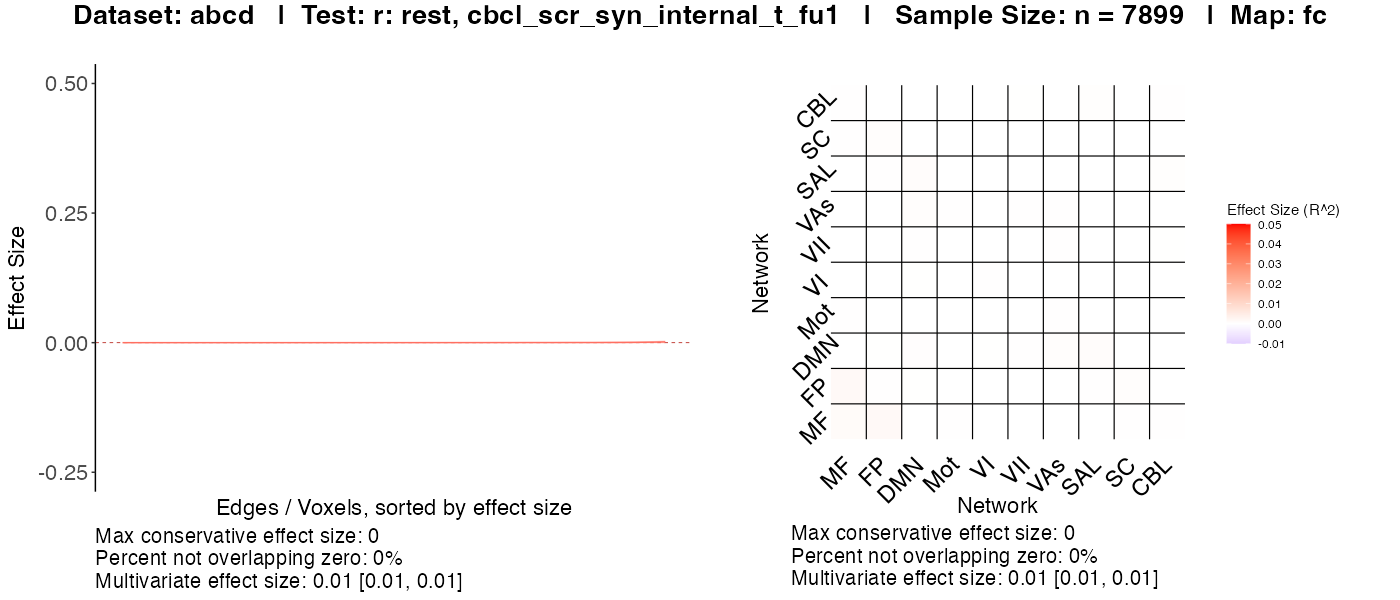 Dataset: abcd | Test: r: rest, cbcl_scr_syn_internal_t_fu1 | Sample Size: n = 7899 | Map: fc
Effect Size
0.50
0.25
0.00
-0.25
Edges / Voxels, sorted by effect size
Max conservative effect size: 0
Percent not overlapping zero: 0%
Multivariate effect size: 0.01 [0.01, 0.01]
Network
CBL
SC
SAL
VAs
VII
VI
Mot
DMN
FP
MF
MF FP DMN Mot VI VII VAs SAL SC CBL
Network
Max conservative effect size: 0
Percent not overlapping zero: 0%
Multivariate effect size: 0.01 [0.01, 0.01]
Effect Size (R^2)
0.05
0.04
0.03
0.02
0.01
0.00
-0.01